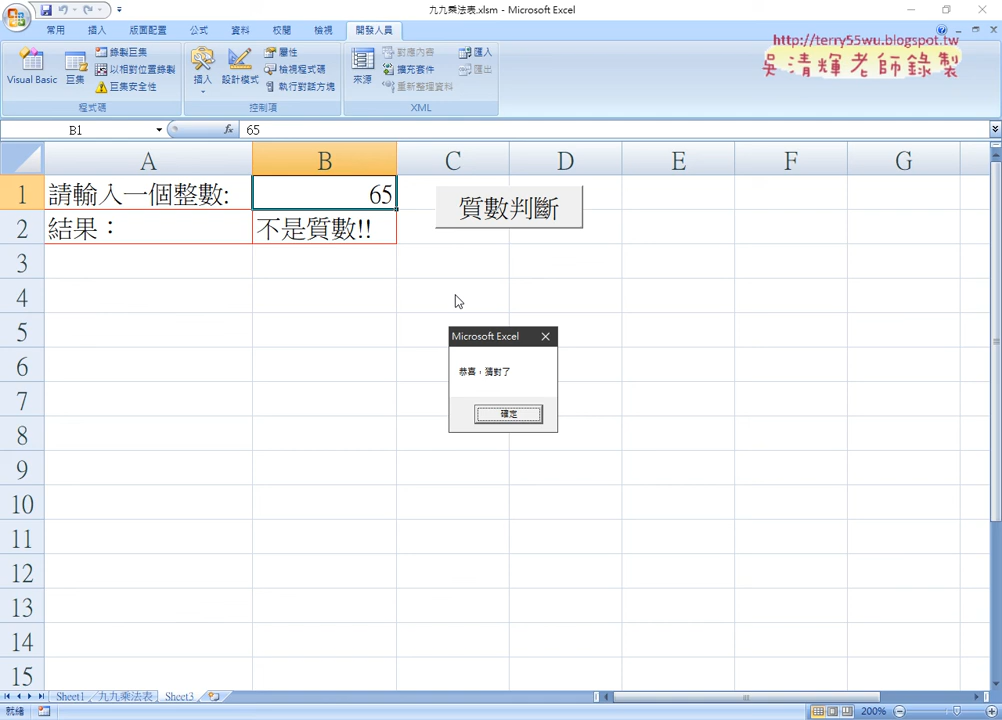 九九乘法表.xlsm - Microsoft Excel
常用 插入 版面配置 公式 資料 校閱 檢視 開發人員
http://terry55wu.blogspot.tw
吳清輝老師錄製
Visual Basic 巨集 錄製巨集 以相對位置錄製 巨集安全性
插入 設計模式 屬性 檢視程式碼 執行對話方塊
來源 對應內容 擴充套件 重新整理資料 匯入 匯出
程式碼 控制項 XML
B1 fx 65
A B C D E F G
1 請輸入一個整數: 65 質數判斷
2 結果： 不是質數!!
3
4
5
6
7
8
9
10
11
12
13
14
15
Microsoft Excel
恭喜，猜對了
確定
Sheet1 九九乘法表 Sheet3
就緒 200%